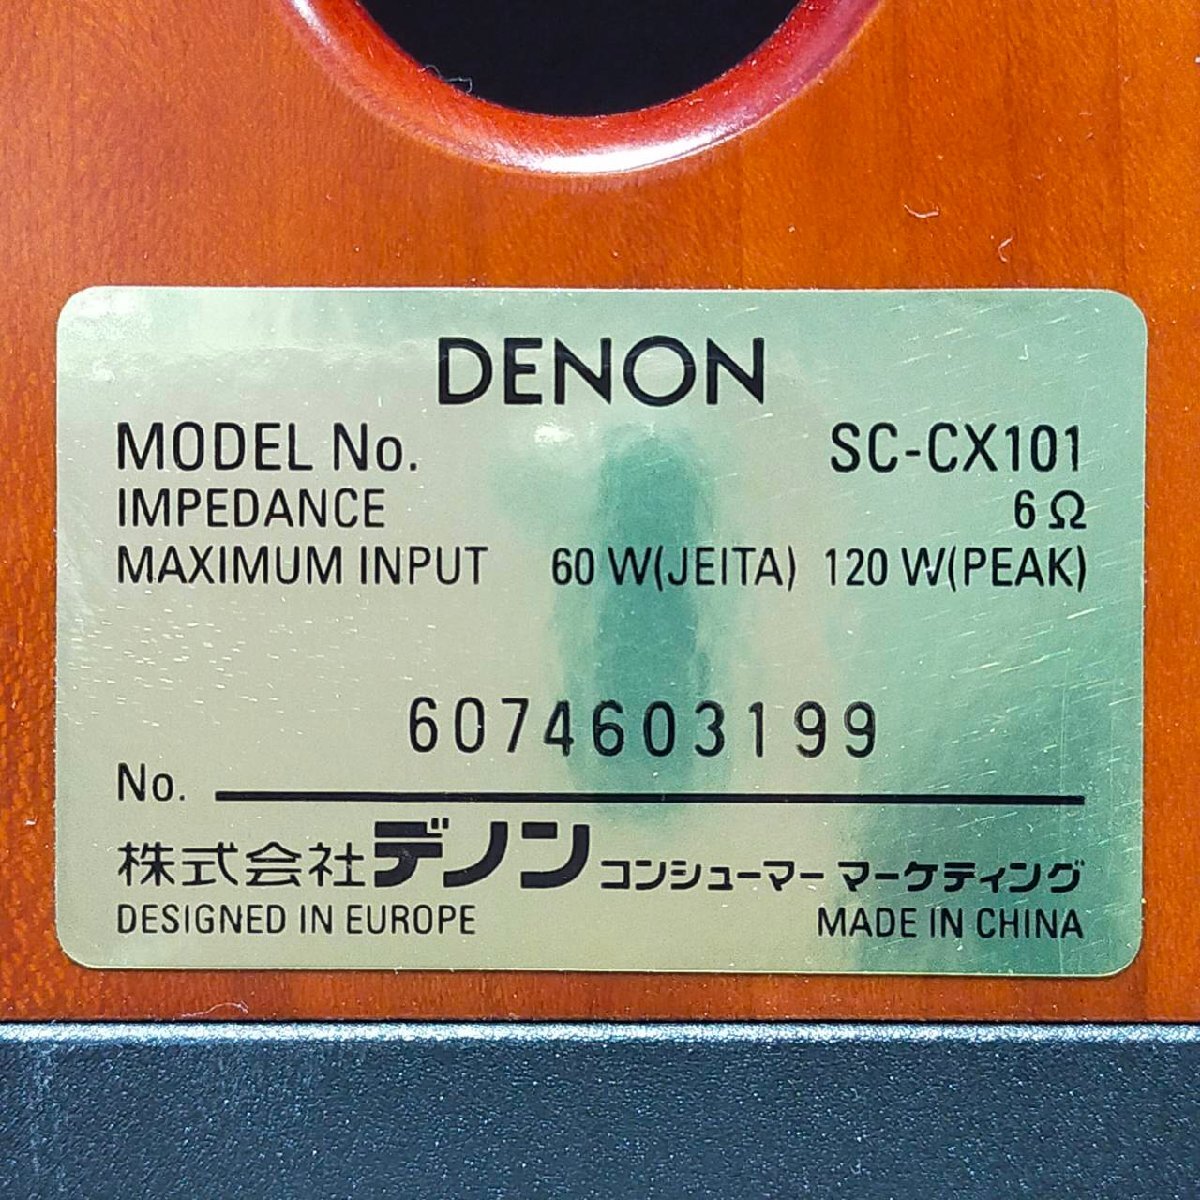 DENON
MODEL No. SC-CX101
IMPEDANCE 6 Ω
MAXIMUM INPUT 60 W(JEITA) 120 W(PEAK)
6074603199
No.
株式会社デノン コンシューマー マーケティング
DESIGNED IN EUROPE MADE IN CHINA